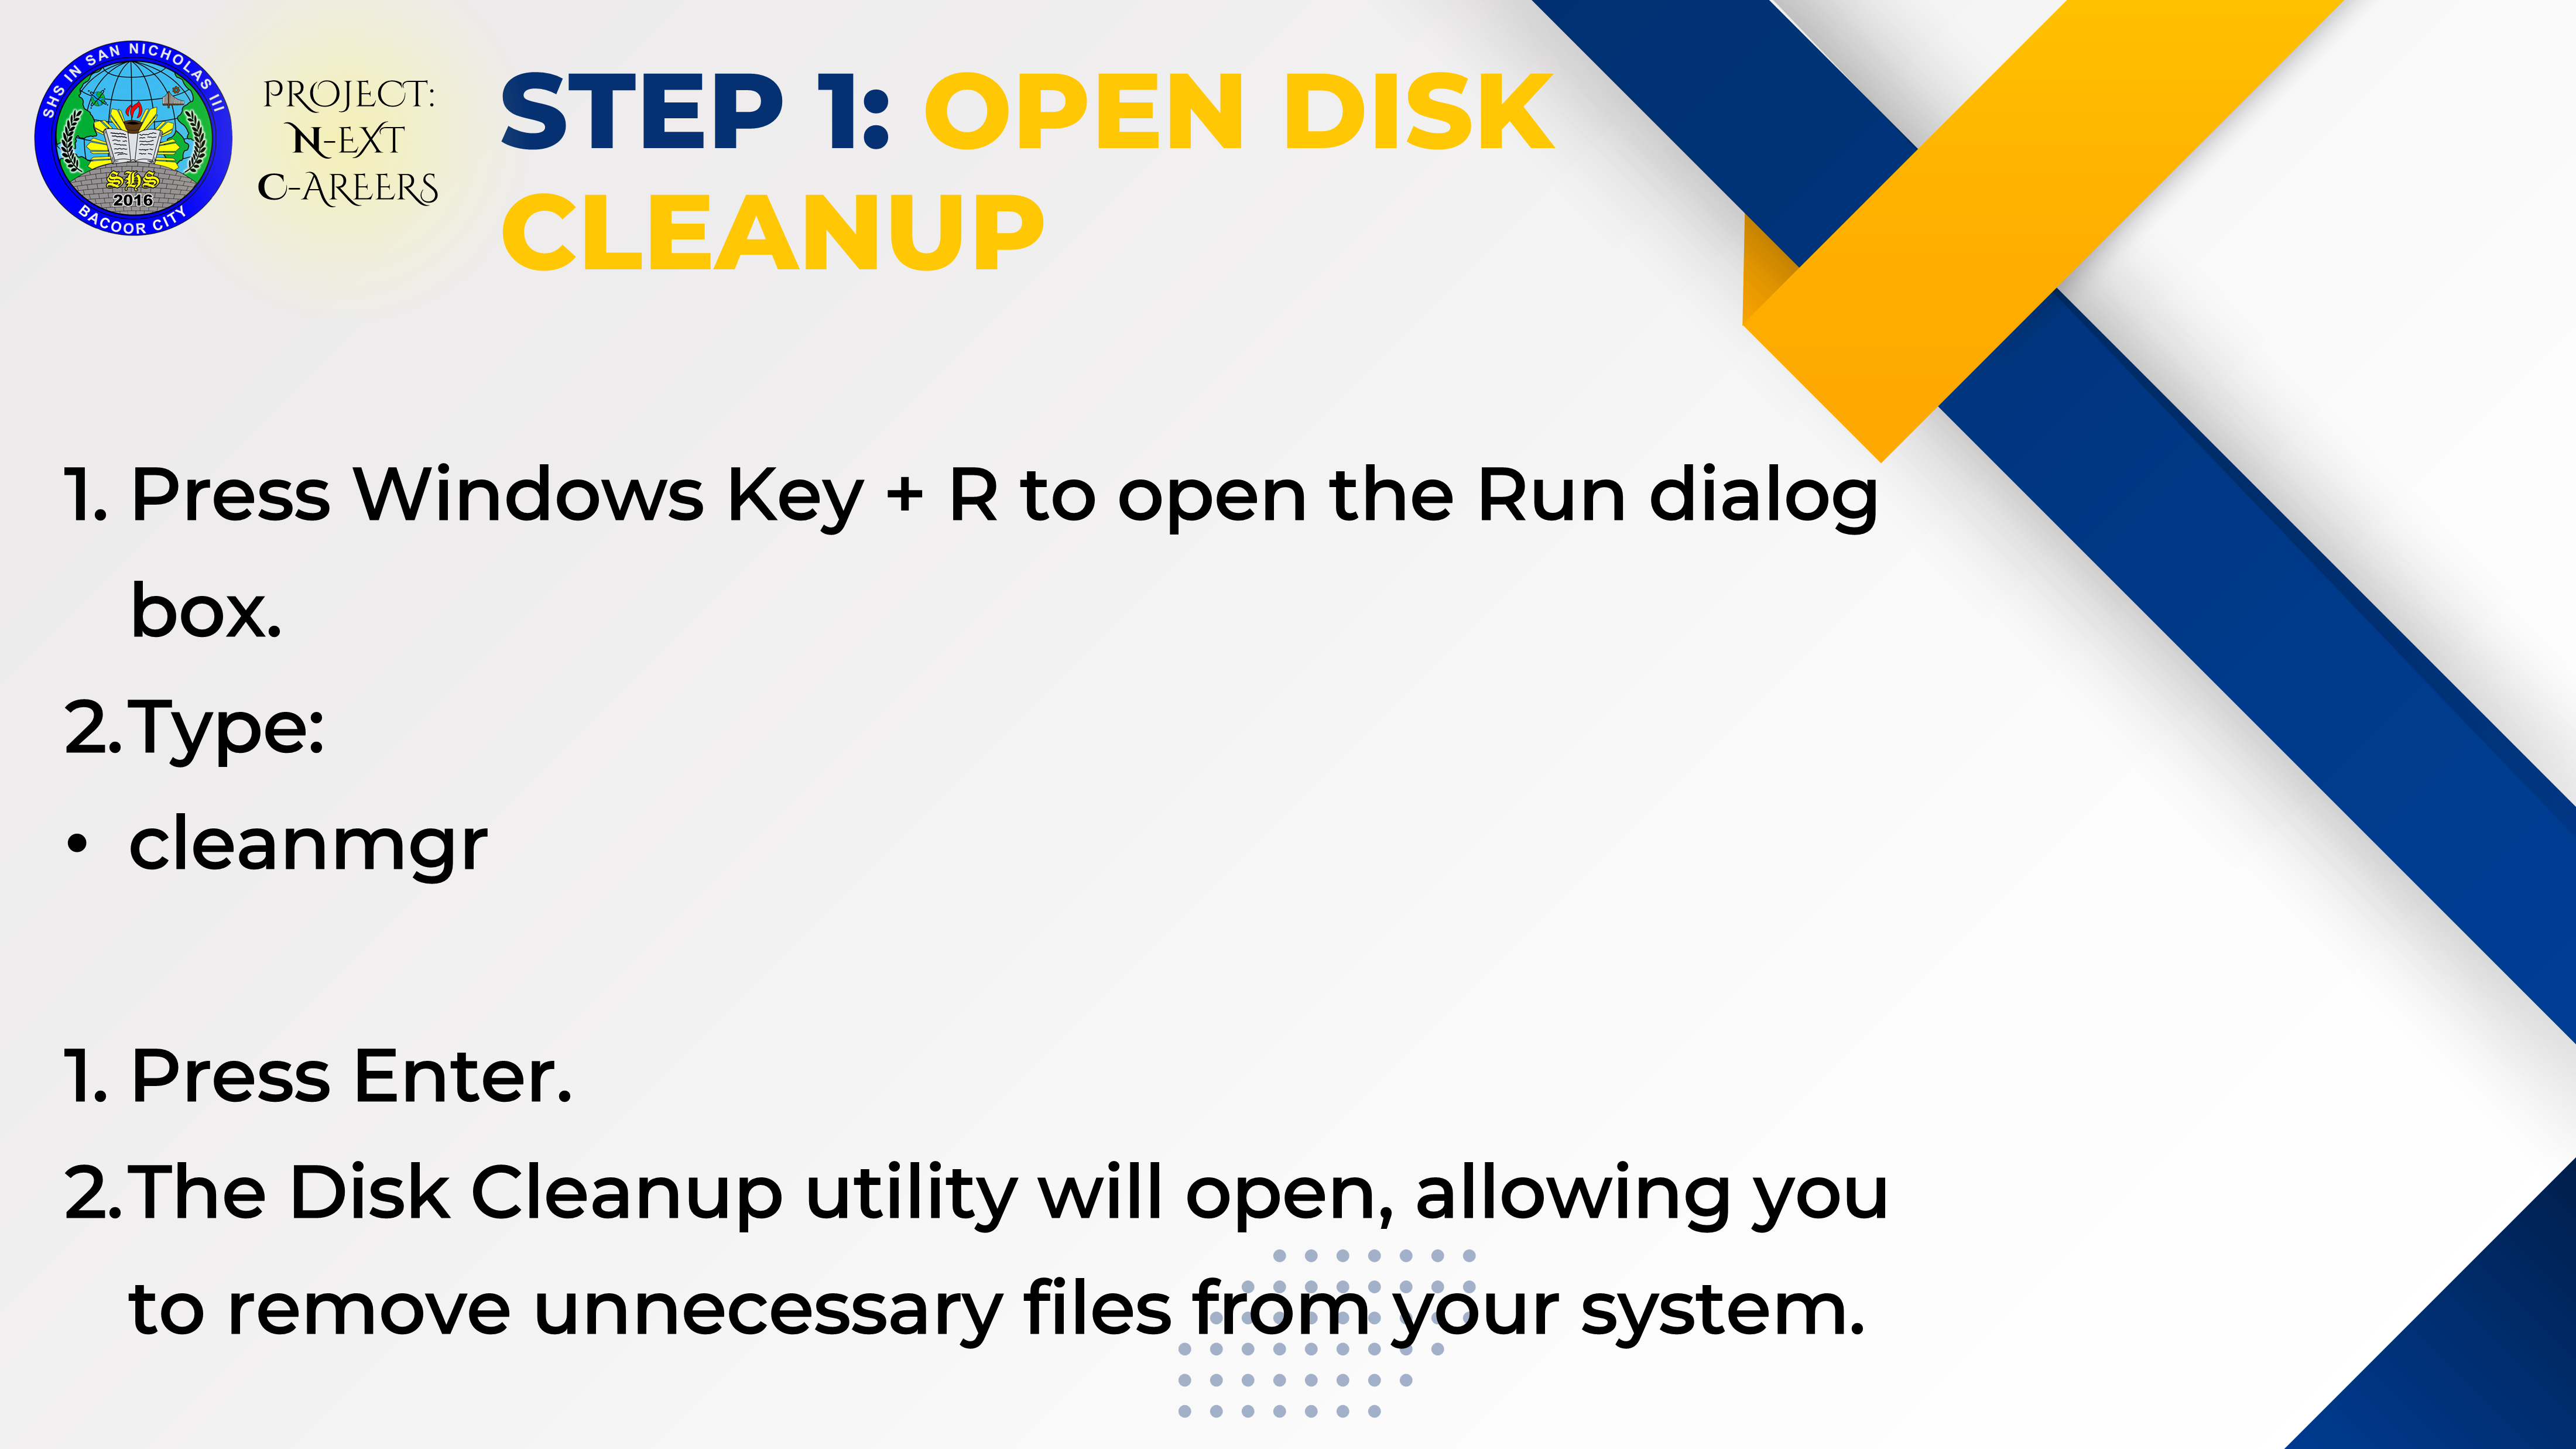 SHS IN SAN NICHOLAS III
SHS
2016
BACOOR CITY
PROJECT:
N-EXT
C-AREERS
STEP 1: OPEN DISK
CLEANUP
1. Press Windows Key + R to open the Run dialog
box.
2. Type:
• cleanmgr
1. Press Enter.
2. The Disk Cleanup utility will open, allowing you
to remove unnecessary files from your system.